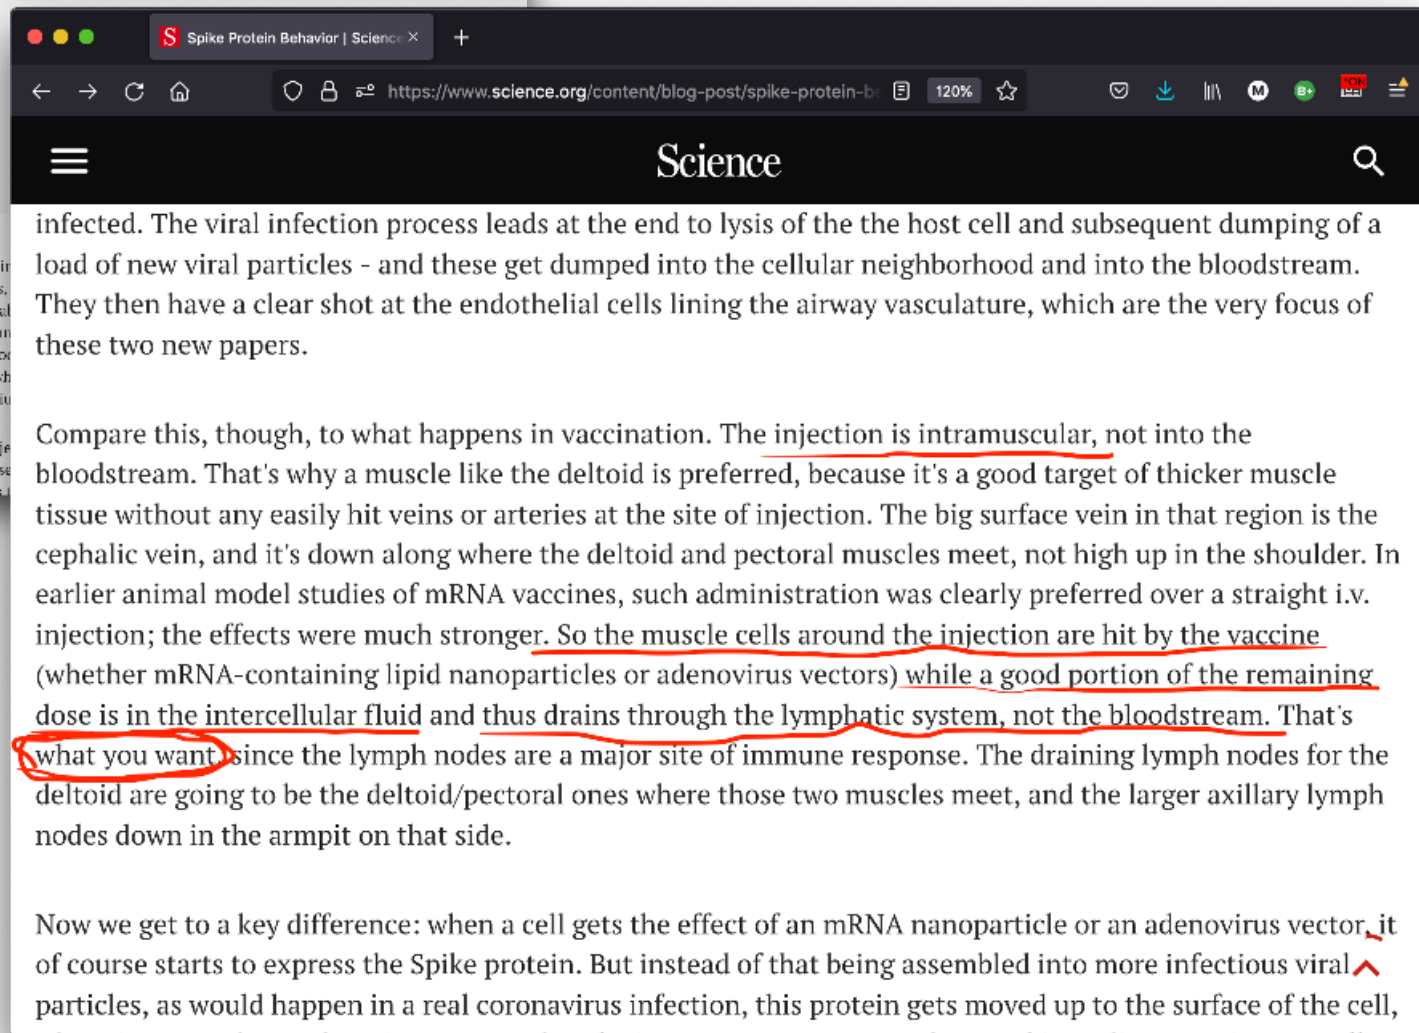 Spike Protein Behavior | Science
https://www.science.org/content/blog-post/spike-protein-be
120%
M
B+
"ON
Science
infected. The viral infection process leads at the end to lysis of the the host cell and subsequent dumping of a
load of new viral particles - and these get dumped into the cellular neighborhood and into the bloodstream.
They then have a clear shot at the endothelial cells lining the airway vasculature, which are the very focus of
these two new papers.
Compare this, though, to what happens in vaccination. The injection is intramuscular, not into the
bloodstream. That's why a muscle like the deltoid is preferred, because it's a good target of thicker muscle
tissue without any easily hit veins or arteries at the site of injection. The big surface vein in that region is the
cephalic vein, and it's down along where the deltoid and pectoral muscles meet, not high up in the shoulder. In
earlier animal model studies of mRNA vaccines, such administration was clearly preferred over a straight i.v.
injection; the effects were much stronger. So the muscle cells around the injection are hit by the vaccine
(whether mRNA-containing lipid nanoparticles or adenovirus vectors) while a good portion of the remaining
dose is in the intercellular fluid and thus drains through the lymphatic system, not the bloodstream. That's
what you want, since the lymph nodes are a major site of immune response. The draining lymph nodes for the
deltoid are going to be the deltoid/pectoral ones where those two muscles meet, and the larger axillary lymph
nodes down in the armpit on that side.
Now we get to a key difference: when a cell gets the effect of an mRNA nanoparticle or an adenovirus vector, it
of course starts to express the Spike protein. But instead of that being assembled into more infectious viral
particles, as would happen in a real coronavirus infection, this protein gets moved up to the surface of the cell,